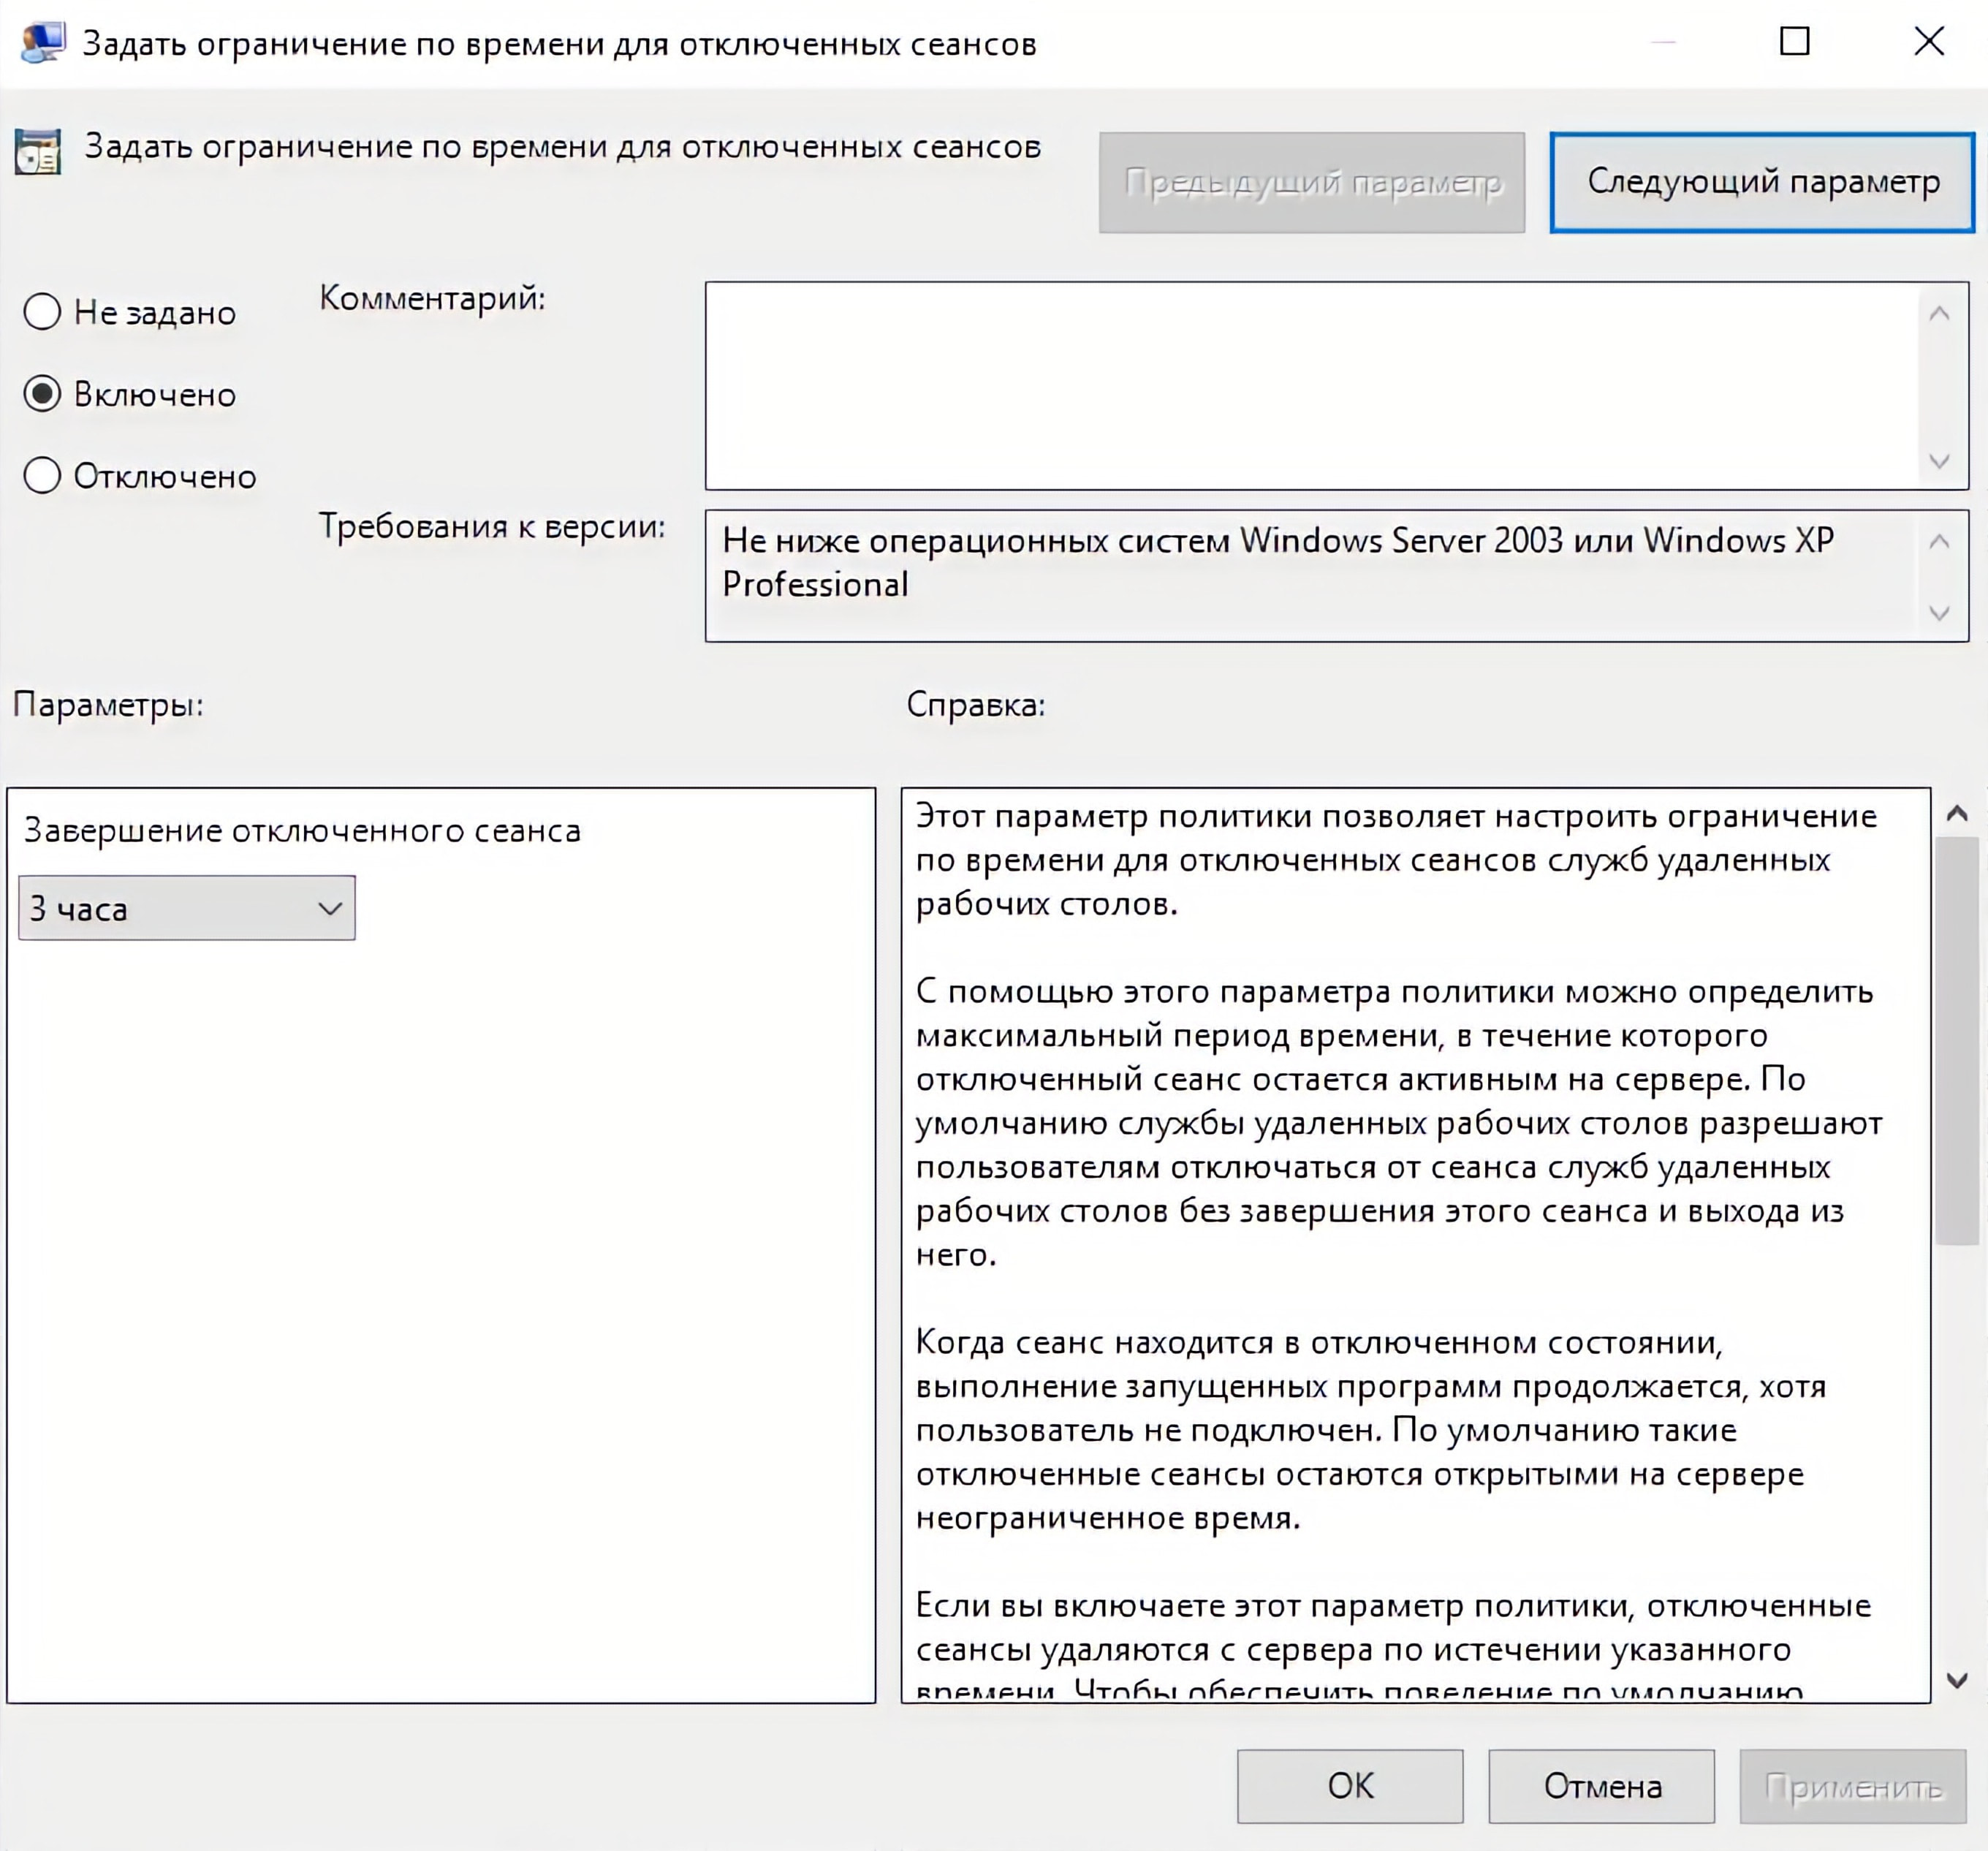 Задать ограничение по времени для отключенных сеансов
Задать ограничение по времени для отключенных сеансов
Предыдущий параметр
Следующий параметр
Не задано
Включено
Отключено
Комментарий:
Требования к версии:
Не ниже операционных систем Windows Server 2003 или Windows XP
Professional
Параметры:
Справка:
Завершение отключенного сеанса
3 часа
Этот параметр политики позволяет настроить ограничение
по времени для отключенных сеансов служб удаленных
рабочих столов.
С помощью этого параметра политики можно определить
максимальный период времени, в течение которого
отключенный сеанс остается активным на сервере. По
умолчанию службы удаленных рабочих столов разрешают
пользователям отключаться от сеанса служб удаленных
рабочих столов без завершения этого сеанса и выхода из
него.
Когда сеанс находится в отключенном состоянии,
выполнение запущенных программ продолжается, хотя
пользователь не подключен. По умолчанию такие
отключенные сеансы остаются открытыми на сервере
неограниченное время.
Если вы включаете этот параметр политики, отключенные
сеансы удаляются с сервера по истечении указанного
времени. Чтобы обеспечить поведение по умолчанию
ОК
Отмена
Применить